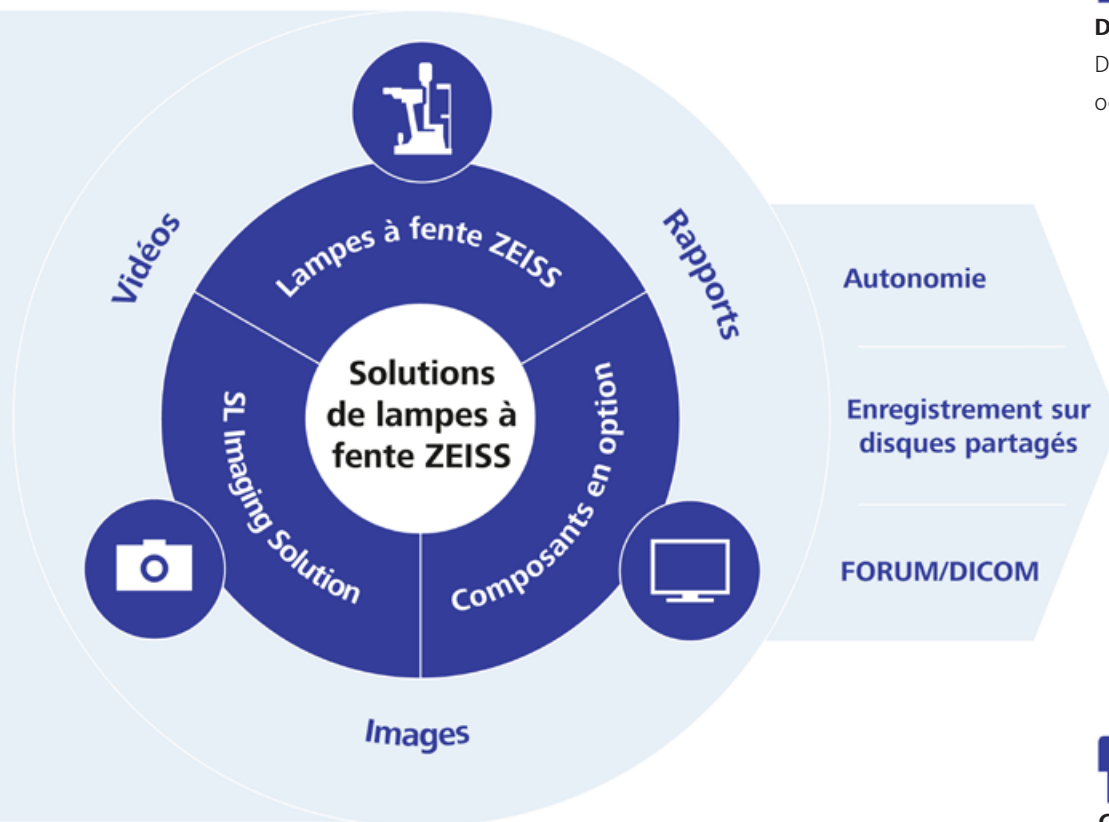 Lampes à fente ZEISS
Vidéos
Rapports
Solutions
de lampes à
fente ZEISS
SL Imaging Solution
Composants en option
Images
Autonomie
Enregistrement sur
disques partagés
FORUM/DICOM